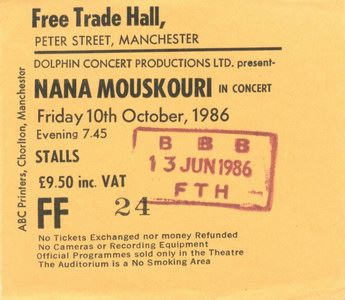 Free Trade Hall,
PETER STREET, MANCHESTER
DOLPHIN CONCERT PRODUCTIONS LTD. present-
NANA MOUSKOURI IN CONCERT
Friday 10th October, 1986
Evening 7.45
STALLS
£9.50 inc. VAT
FF 24
B B B
13 JUN 1986
FTH
No Tickets Exchanged nor money Refunded
No Cameras or Recording Equipment
Official Programmes sold only in the Theatre
The Auditorium is a No Smoking Area
ABC Printers, Chorlton, Manchester